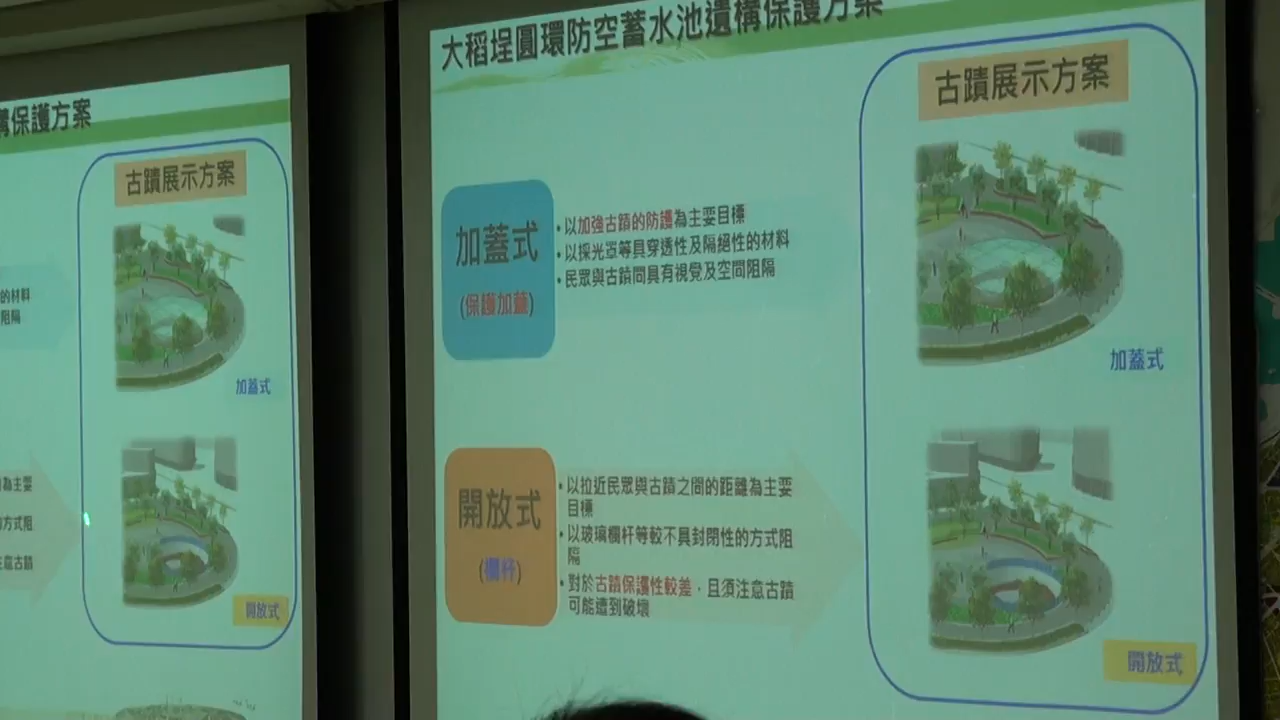 構保護方案
古蹟展示方案
的材料
阻隔
加蓋式
為主要
方式阻
意古蹟
開放式
大稻埕圓環防空蓄水池遺構保護方案
古蹟展示方案
加蓋式
(保護加蓋)
•以加強古蹟的防護為主要目標
•以採光罩等具穿透性及隔絕性的材料
•民眾與古蹟間具有視覺及空間阻隔
加蓋式
開放式
(欄杆)
•以拉近民眾與古蹟之間的距離為主要
目標
•以玻璃欄杆等較不具封閉性的方式阻
隔
•對於古蹟保護性較差，且須注意古蹟
可能遭到破壞
開放式